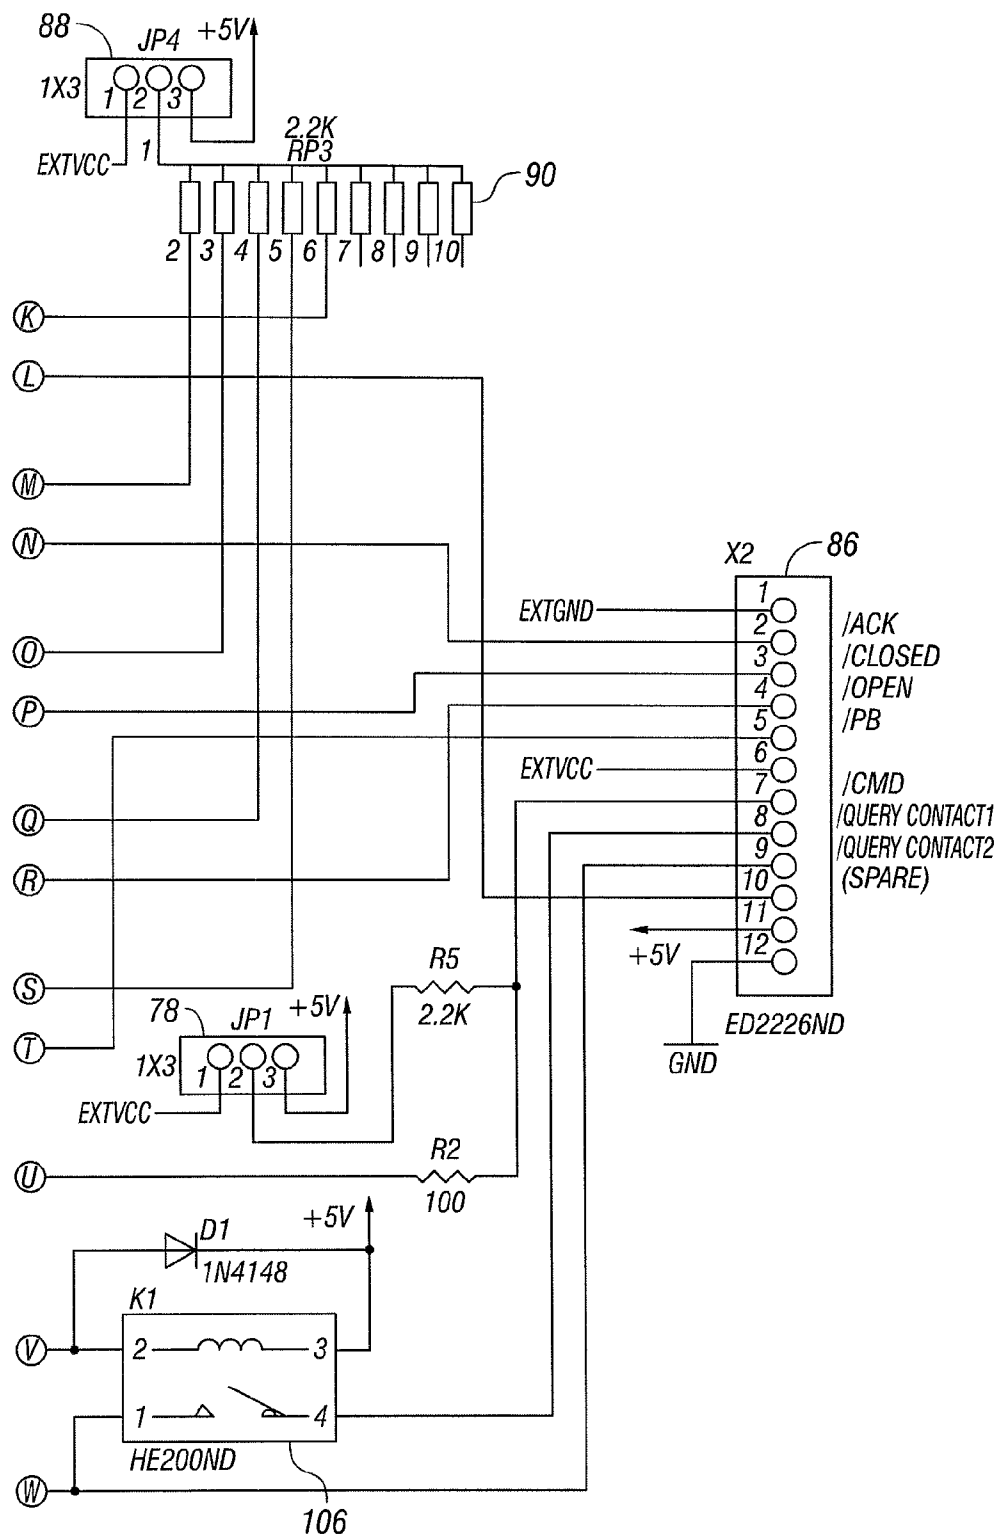 88
JP4
+5V
1X3
1 2 3
EXTVCC
1
2.2K
RP3
90
2 3 4 5 6 7 8 9 10
K
L
M
N
X2
86
EXTGND
1
2
/ACK
O
3
/CLOSED
4
/OPEN
P
5
/PB
6
EXTVCC
7
/CMD
Q
8
/QUERY CONTACT1
9
/QUERY CONTACT2
R
10
(SPARE)
11
+5V
12
R5
2.2K
S
78
JP1
+5V
ED2226ND
T
1X3
1 2 3
GND
EXTVCC
R2
U
100
+5V
D1
1N4148
K1
V
2
3
1
4
HE200ND
W
106